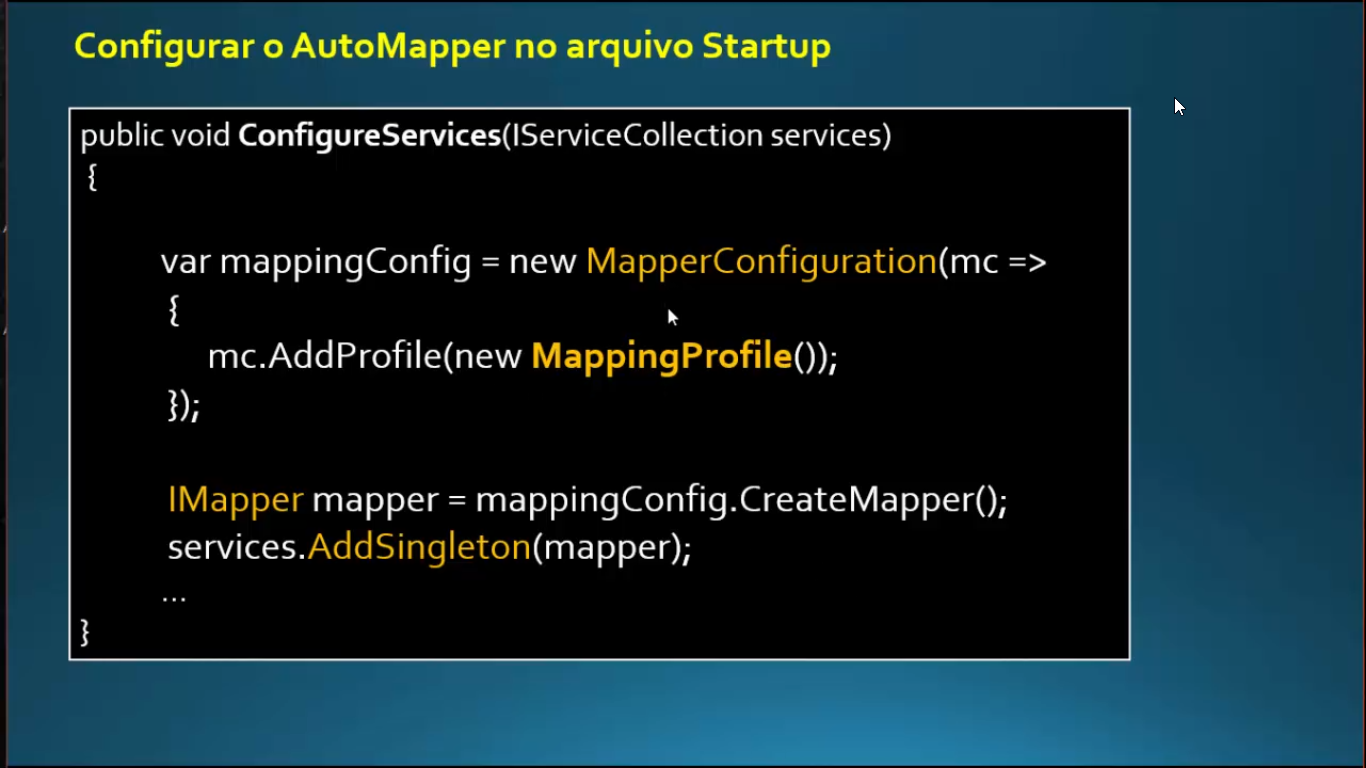 Configurar o AutoMapper no arquivo Startup
public void ConfigureServices(IServiceCollection services)
{
var mappingConfig = new MapperConfiguration(mc =>
{
mc.AddProfile(new MappingProfile());
});
IMapper mapper = mappingConfig.CreateMapper();
services.AddSingleton(mapper);
...
}